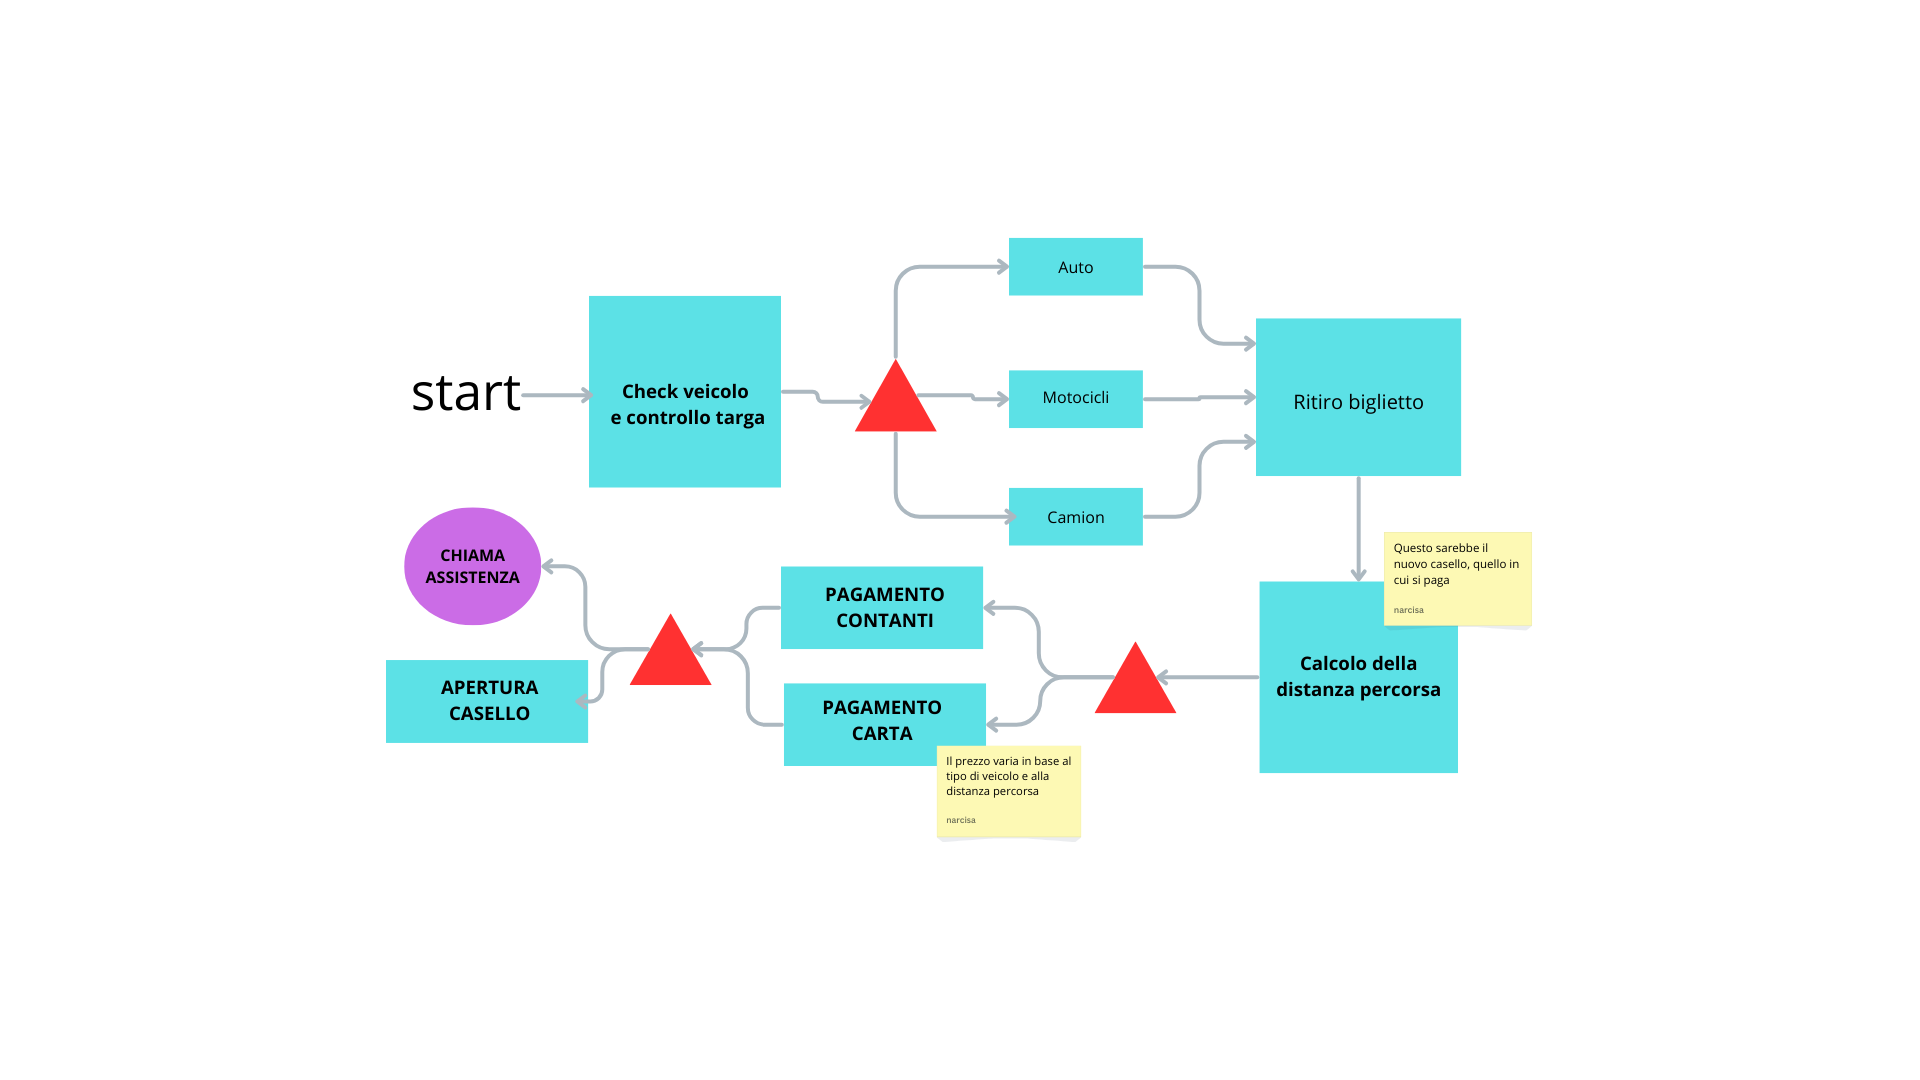 start
Check veicolo
e controllo targa
Auto
Motocicli
Camion
Ritiro biglietto
Questo sarebbe il
nuovo casello, quello in
cui si paga
narcisa
Calcolo della
distanza percorsa
PAGAMENTO
CONTANTI
PAGAMENTO
CARTA
Il prezzo varia in base al
tipo di veicolo e alla
distanza percorsa
narcisa
CHIAMA
ASSISTENZA
APERTURA
CASELLO